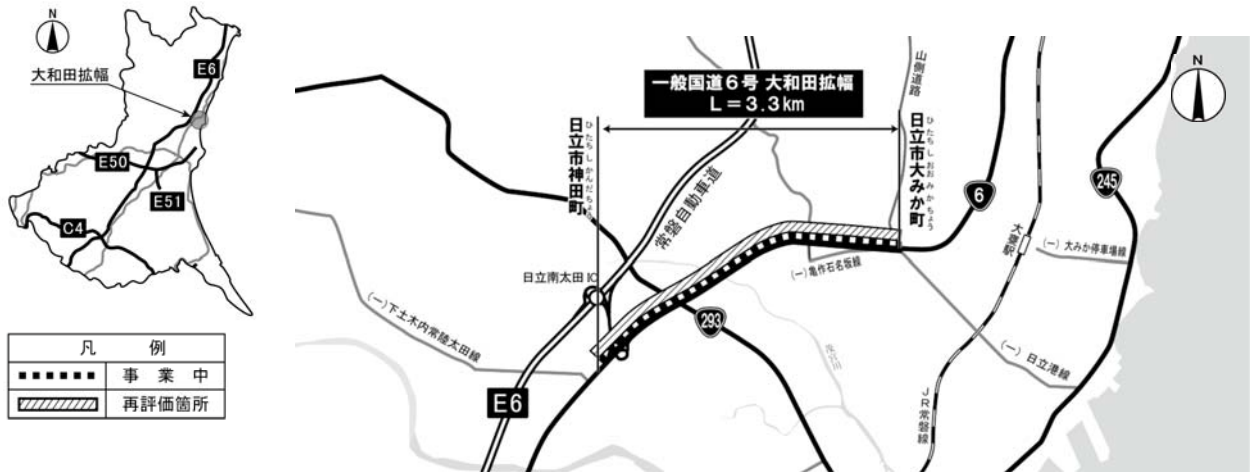 N
大和田拡幅
E6
E50
E51
C4
凡 例
事 業 中
再評価箇所
一般国道6号 大和田拡幅
L=3.3km
日立市神田町
ひたちしかんだちょう
日立市大みか町
ひたちしおおみかちょう
山側道路
N
常磐自動車道
日立南太田IC
(一)下土木内常陸太田線
E6
293
(一)亀作石名坂線
6
245
大甕駅
(一)大みか停車場線
(一)日立港線
JR常磐線